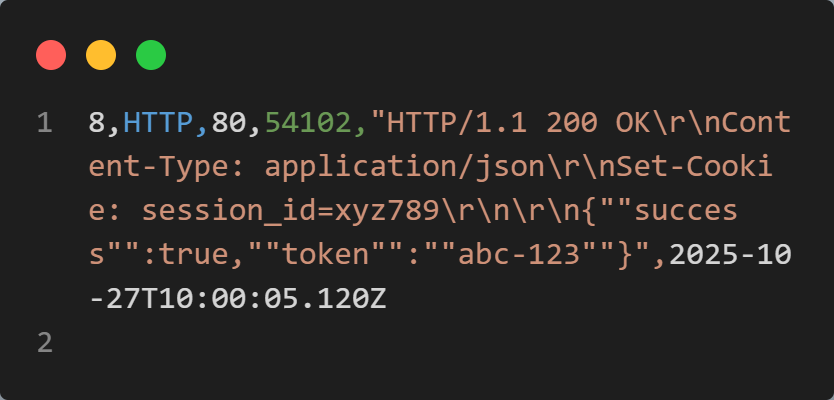 1 8,HTTP,80,54102,"HTTP/1.1 200 OK\r\nCont
ent-Type: application/json\r\nSet-Cooki
e: session_id=xyz789\r\n\r\n{""succes
s"":true,""token"":""abc-123""}",2025-10
-27T10:00:05.120Z
2